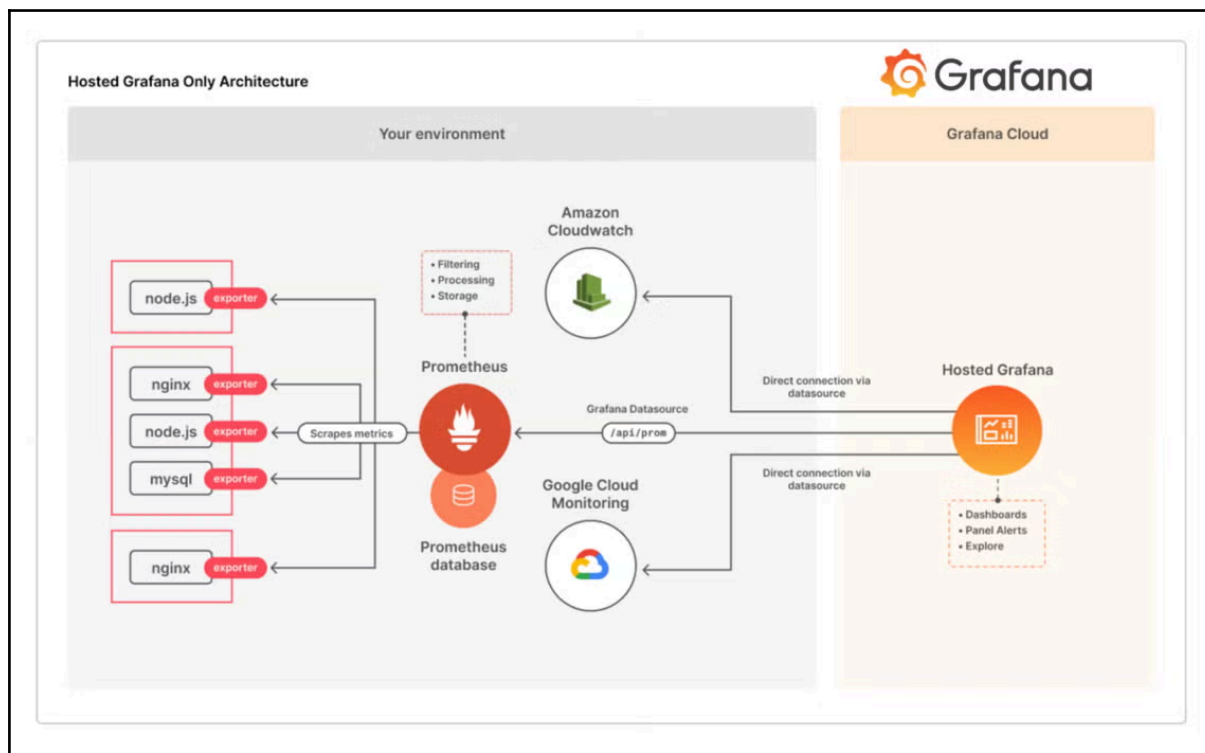 Hosted Grafana Only Architecture
Grafana
Your environment
Grafana Cloud
Amazon
Cloudwatch
• Filtering
• Processing
• Storage
node.js
exporter
Prometheus
Hosted Grafana
nginx
exporter
Direct connection via
datasource
Grafana Datasource
node.js
exporter
Scrapes metrics
/api/prom
mysql
exporter
Google Cloud
Monitoring
Direct connection via
datasource
• Dashboards
• Panel Alerts
• Explore
Prometheus
database
nginx
exporter